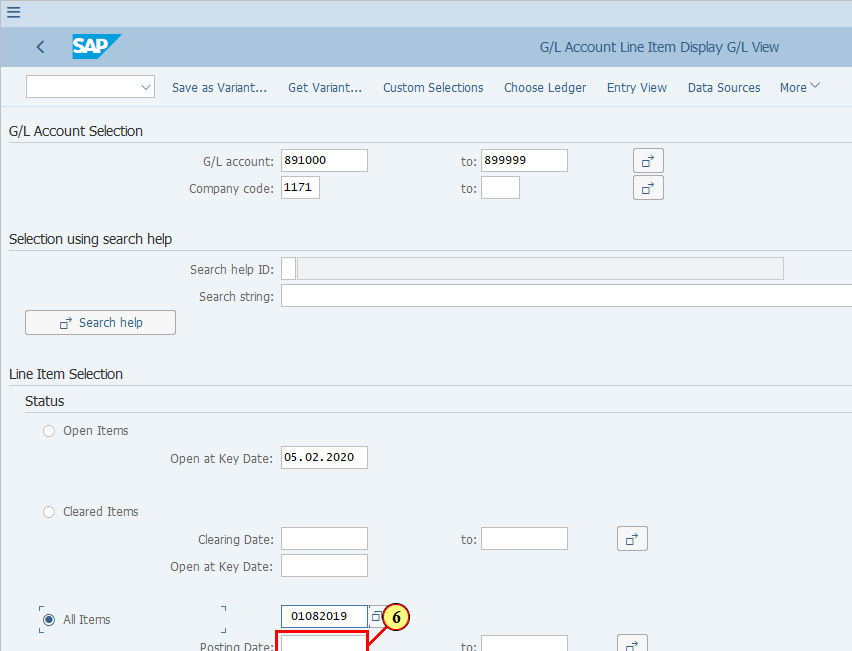 SAP
G/L Account Line Item Display G/L View
Save as Variant... Get Variant... Custom Selections Choose Ledger Entry View Data Sources More
G/L Account Selection
G/L account: 891000 to: 899999
Company code: 1171 to:
Selection using search help
Search help ID:
Search string:
Search help
Line Item Selection
Status
Open Items
Open at Key Date: 05.02.2020
Cleared Items
Clearing Date: to:
Open at Key Date:
All Items 01082019 6
Posting Date: to: